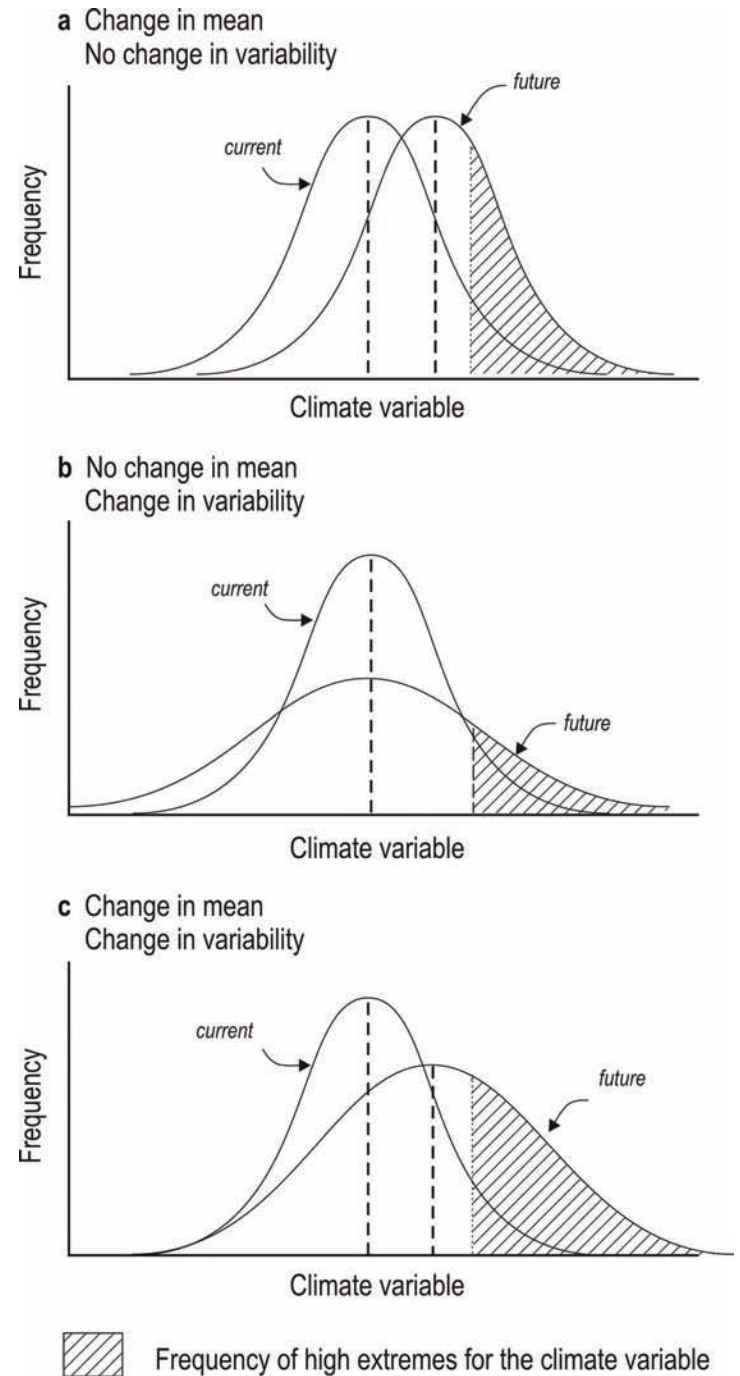 a Change in mean
No change in variability
future
current
Frequency
Climate variable
b No change in mean
Change in variability
current
future
Frequency
Climate variable
c Change in mean
Change in variability
current
future
Frequency
Climate variable
Frequency of high extremes for the climate variable